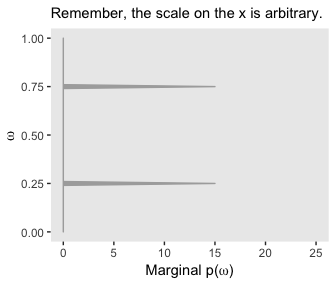 Remember, the scale on the x is arbitrary.
1.00
0.75
ω
0.50
0.25
0.00
0 5 10 15 20 25
Marginal p(ω)